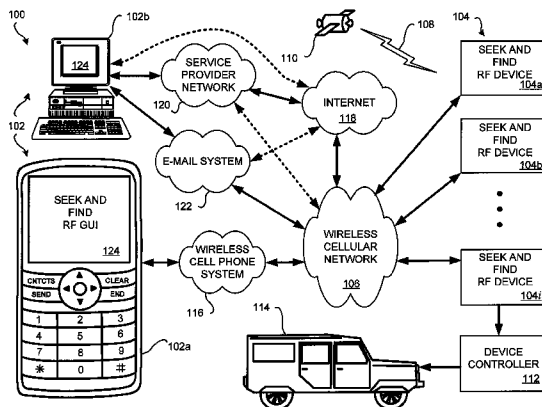 100
102b
124
102
SERVICE
PROVIDER
NETWORK
120
E-MAIL SYSTEM
122
INTERNET
118
110
108
104
SEEK AND
FIND
RF DEVICE
104a
SEEK AND
FIND
RF DEVICE
104b
SEEK AND
FIND
RF DEVICE
104i
WIRELESS
CELLULAR
NETWORK
WIRELESS
CELL PHONE
SYSTEM
116
SEEK AND
FIND
RF GUI
124
CNTCTS
CLEAR
SEND
END
1 2 3
4 5 6
7 8 9
* 0 #
102a
114
DEVICE
CONTROLLER
112